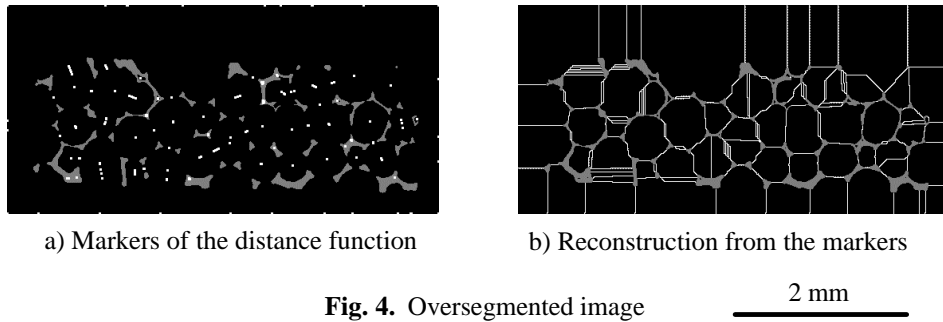 a) Markers of the distance function
b) Reconstruction from the markers
Fig. 4. Oversegmented image
2 mm